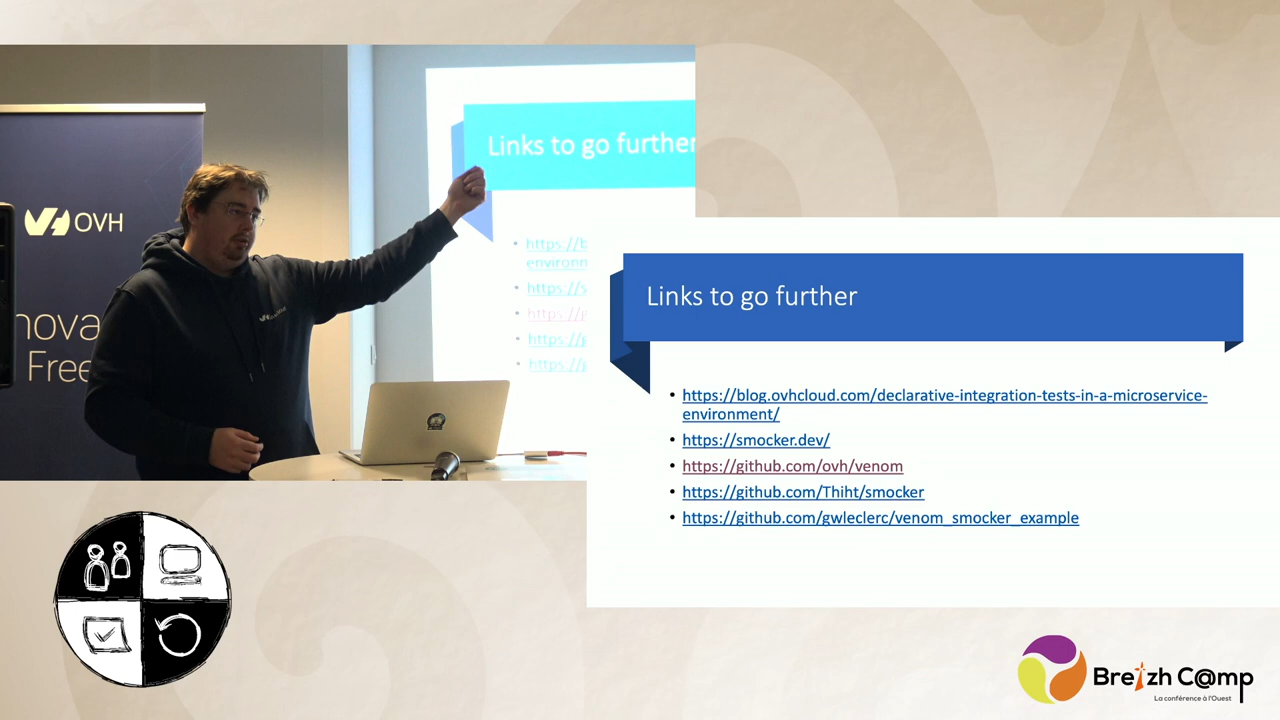 OVH
nova
Free
Links to go further
https://b
environn
https://s
https://g
https://g
https://g
Links to go further
• https://blog.ovhcloud.com/declarative-integration-tests-in-a-microservice-
environment/
• https://smocker.dev/
• https://github.com/ovh/venom
• https://github.com/Thiht/smocker
• https://github.com/gwleclerc/venom_smocker_example
Breizh C@mp
La conférence à l'Ouest